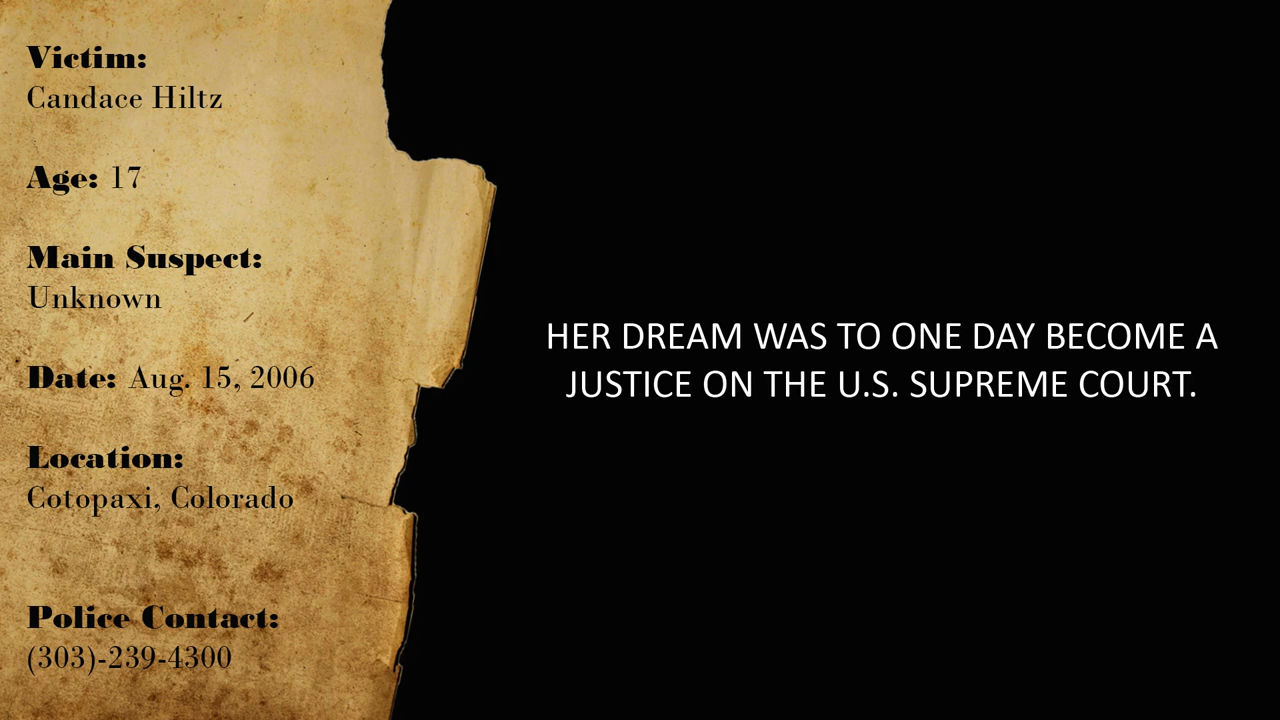 Victim:
Candace Hiltz
Age: 17
Main Suspect:
Unknown
Date: Aug. 15, 2006
Location:
Cotopaxi, Colorado
Police Contact:
(303)-239-4300
HER DREAM WAS TO ONE DAY BECOME A
JUSTICE ON THE U.S. SUPREME COURT.